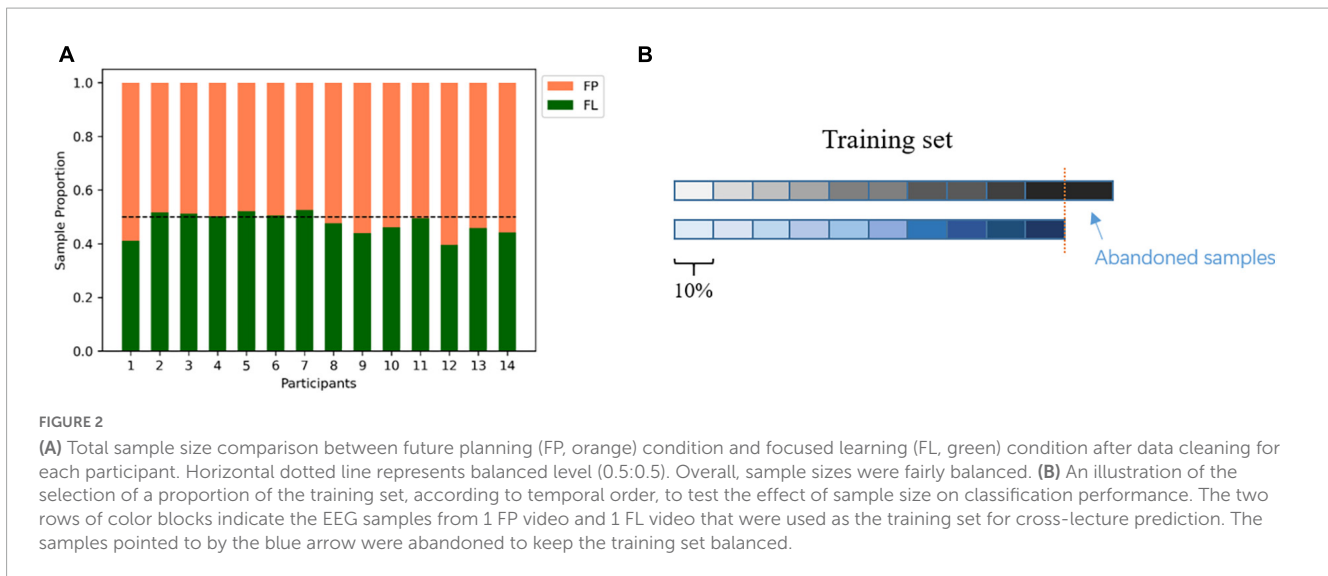 A
1.0
0.8
0.6
0.4
0.2
0.0
Sample Proportion
1 2 3 4 5 6 7 8 9 10 11 12 13 14
Participants
FP
FL
B
Training set
Abandoned samples
10%
FIGURE 2
(A) Total sample size comparison between future planning (FP, orange) condition and focused learning (FL, green) condition after data cleaning for
each participant. Horizontal dotted line represents balanced level (0.5:0.5). Overall, sample sizes were fairly balanced. (B) An illustration of the
selection of a proportion of the training set, according to temporal order, to test the effect of sample size on classification performance. The two
rows of color blocks indicate the EEG samples from 1 FP video and 1 FL video that were used as the training set for cross-lecture prediction. The
samples pointed to by the blue arrow were abandoned to keep the training set balanced.